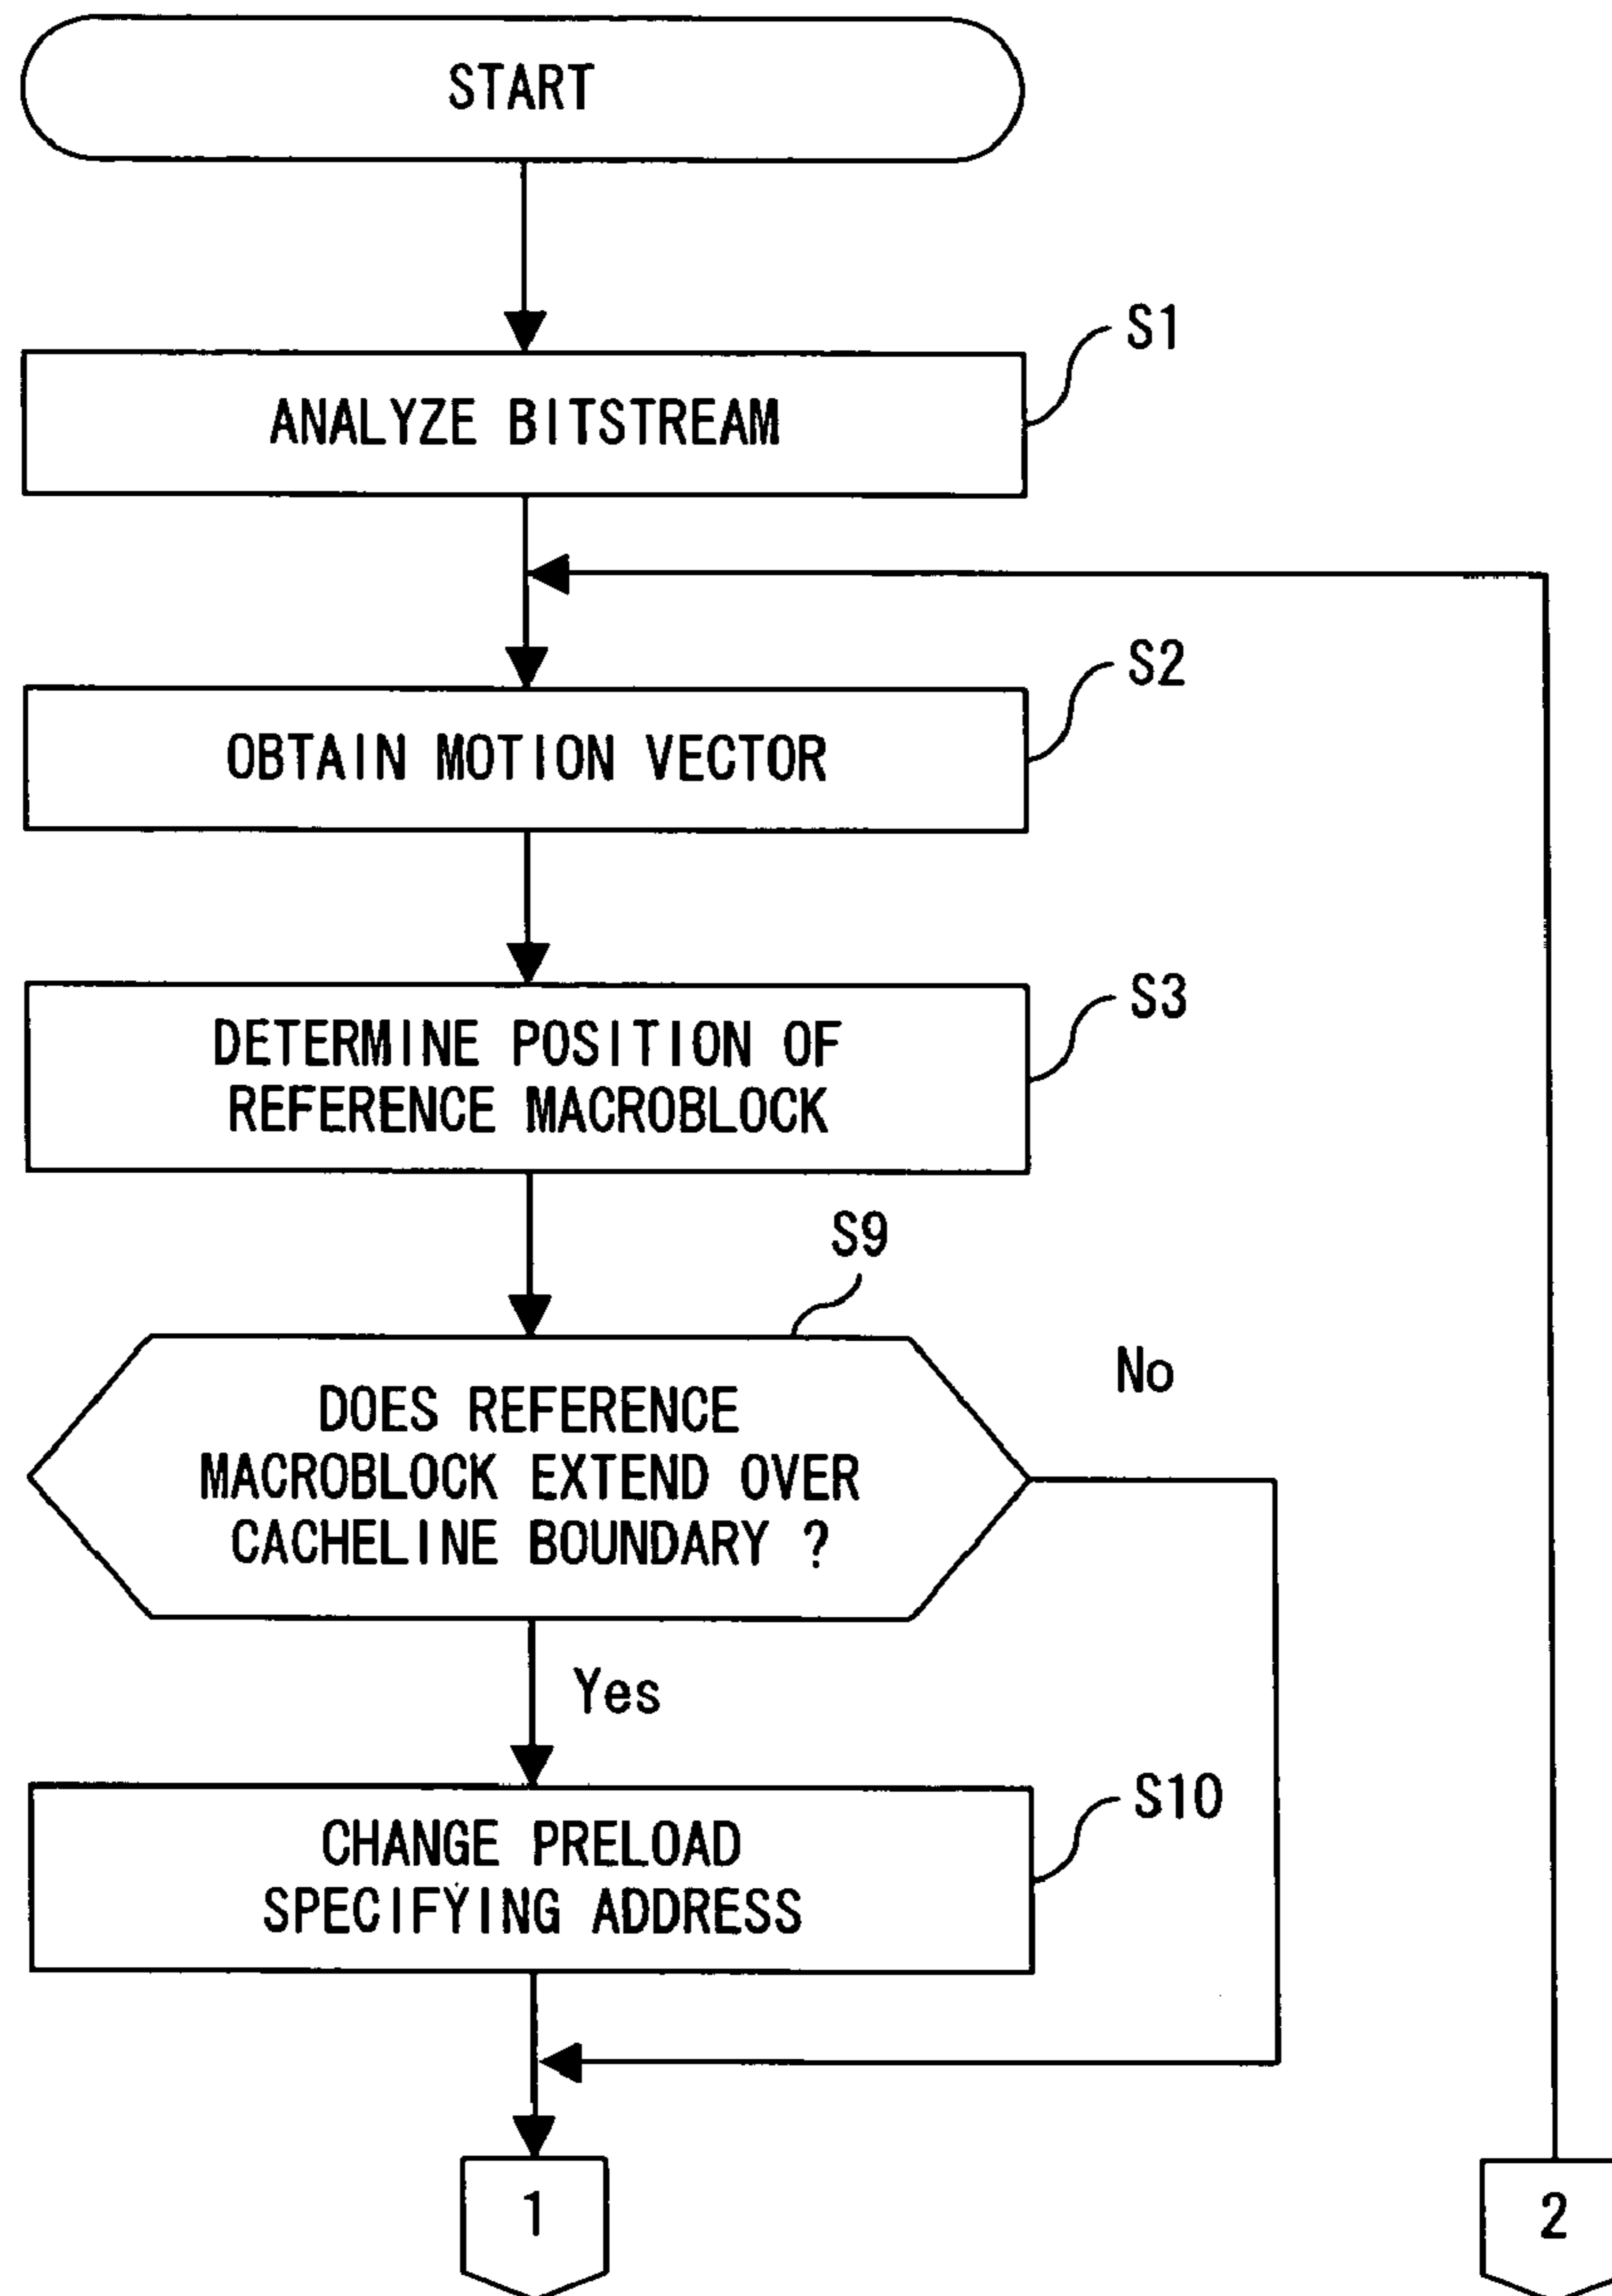 START
S1
ANALYZE BITSTREAM
S2
OBTAIN MOTION VECTOR
S3
DETERMINE POSITION OF
REFERENCE MACROBLOCK
S9
No
DOES REFERENCE
MACROBLOCK EXTEND OVER
CACHELINE BOUNDARY ?
Yes
S10
CHANGE PRELOAD
SPECIFYING ADDRESS
1
2